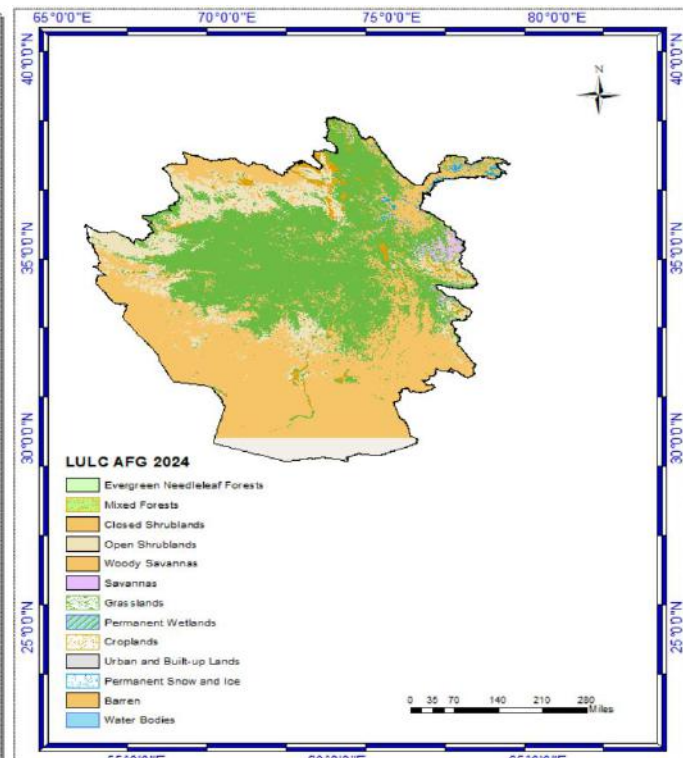 65°0'0"E 70°0'0"E 75°0'0"E 80°0'0"E
40°0'0"N 40°0'0"N
N
35°0'0"N 35°0'0"N
30°0'0"N 30°0'0"N
LULC AFG 2024
Evergreen Needleleaf Forests
Mixed Forests
Closed Shrublands
Open Shrublands
Woody Savannas
Savannas
Grasslands
Permanent Wetlands
25°0'0"N 25°0'0"N
Croplands
Urban and Built-up Lands
Permanent Snow and Ice
Barren
Water Bodies
0 35 70 140 210 280
Miles